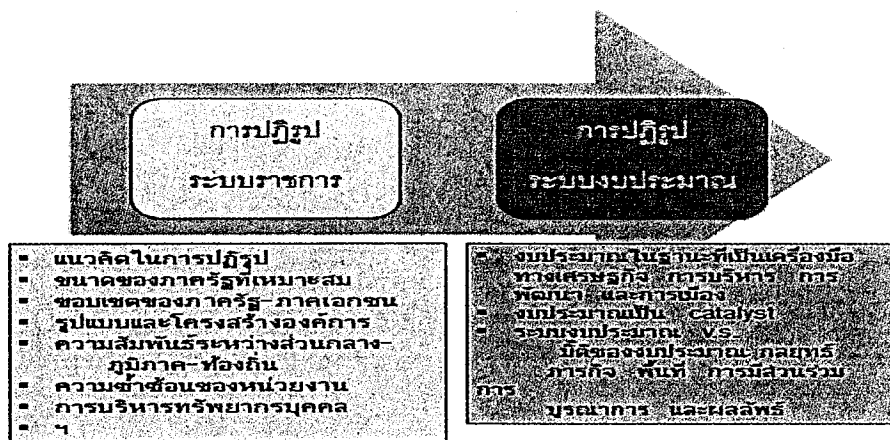 การปฏิรูป
ระบบราชการ
การปฏิรูป
ระบบงบประมาณ
▪ แนวคิดในการปฏิรูป
▪ ขนาดของภาครัฐที่เหมาะสม
▪ ขอบเขตของภาครัฐ-ภาคเอกชน
▪ รูปแบบและโครงสร้างองค์การ
▪ ความสัมพันธ์ระหว่างส่วนกลาง-
ภูมิภาค-ท้องถิ่น
▪ ความซ้ำซ้อนของหน่วยงาน
▪ การบริหารทรัพยากรบุคคล
▪ ฯ
▪ งบประมาณในฐานะที่เป็นเครื่องมือ
ทางเศรษฐกิจ การบริหาร การ
พัฒนา และการเมือง
▪ งบประมาณเป็น catalyst
▪ ระบบงบประมาณ v.s.
มิติของงบประมาณ กลยุทธ์
ภารกิจ พื้นที่ การมีส่วนร่วม
การ
บูรณาการ และผลลัพธ์